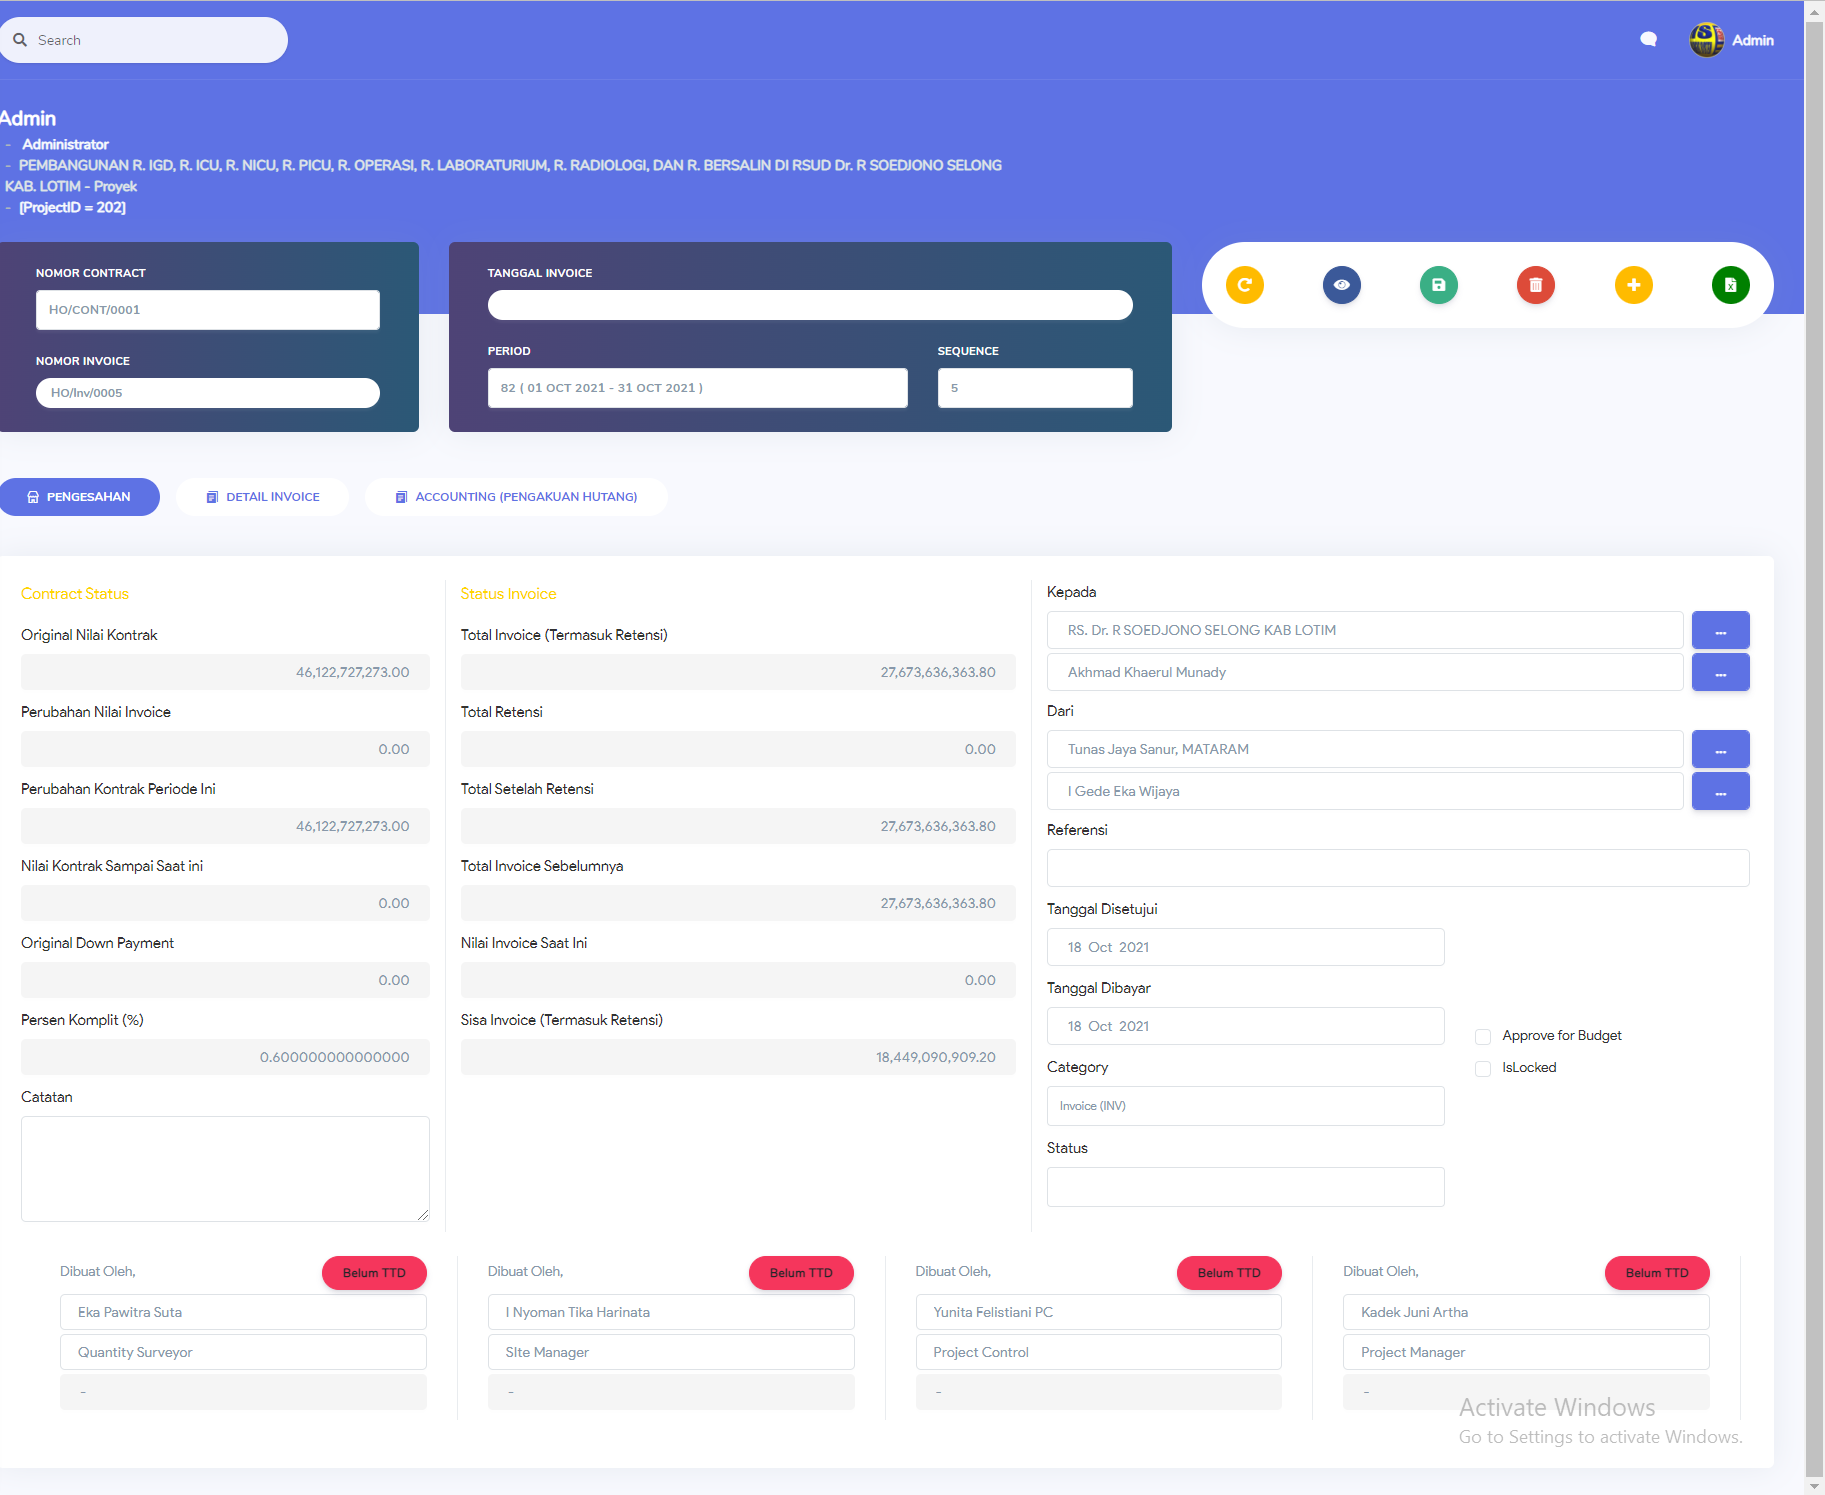 Search
Admin
Admin
- Administrator
- PEMBANGUNAN R. IGD, R. ICU, R. NICU, R. PICU, R. OPERASI, R. LABORATURIUM, R. RADIOLOGI, DAN R. BERSALIN DI RSUD Dr. R SOEDJONO SELONG
KAB. LOTIM - Proyek
- [ProjectID = 202]
NOMOR CONTRACT
HO/CONT/0001
NOMOR INVOICE
HO/Inv/0005
TANGGAL INVOICE
PERIOD
82 ( 01 OCT 2021 - 31 OCT 2021 )
SEQUENCE
5
PENGESAHAN
DETAIL INVOICE
ACCOUNTING (PENGAKUAN HUTANG)
Contract Status
Original Nilai Kontrak
46,122,727,273.00
Perubahan Nilai Invoice
0.00
Perubahan Kontrak Periode Ini
46,122,727,273.00
Nilai Kontrak Sampai Saat ini
0.00
Original Down Payment
0.00
Persen Komplit (%)
0.600000000000000
Catatan
Status Invoice
Total Invoice (Termasuk Retensi)
27,673,636,363.80
Total Retensi
0.00
Total Setelah Retensi
27,673,636,363.80
Total Invoice Sebelumnya
27,673,636,363.80
Nilai Invoice Saat Ini
0.00
Sisa Invoice (Termasuk Retensi)
18,449,090,909.20
Kepada
RS. Dr. R SOEDJONO SELONG KAB LOTIM
...
Akhmad Khaerul Munady
...
Dari
Tunas Jaya Sanur, MATARAM
...
I Gede Eka Wijaya
...
Referensi
Tanggal Disetujui
18 Oct 2021
Tanggal Dibayar
18 Oct 2021
Approve for Budget
IsLocked
Category
Invoice (INV)
Status
Dibuat Oleh,
Belum TTD
Eka Pawitra Suta
Quantity Surveyor
-
Dibuat Oleh,
Belum TTD
I Nyoman Tika Harinata
SIte Manager
-
Dibuat Oleh,
Belum TTD
Yunita Felistiani PC
Project Control
-
Dibuat Oleh,
Belum TTD
Kadek Juni Artha
Project Manager
-
Activate Windows
Go to Settings to activate Windows.